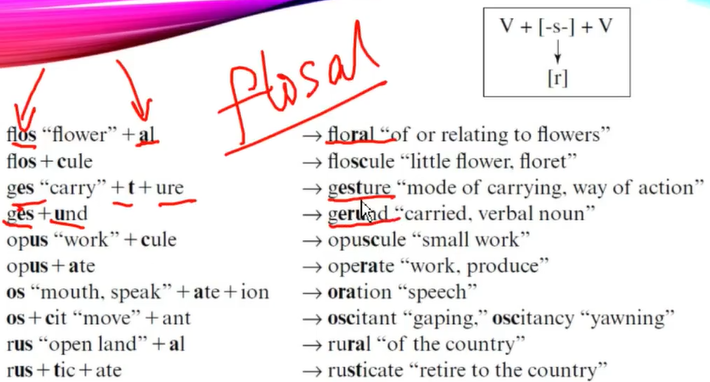 V + [-s-] + V
↓
[r]
flosal
flos “flower” + al → floral “of or relating to flowers”
flos + cule → floscule “little flower, floret”
ges “carry” + t + ure → gesture “mode of carrying, way of action”
ges + und → gerund “carried, verbal noun”
opus “work” + cule → opuscule “small work”
opus + ate → operate “work, produce”
os “mouth, speak” + ate + ion → oration “speech”
os + cit “move” + ant → oscitant “gaping,” oscitancy “yawning”
rus “open land” + al → rural “of the country”
rus + tic + ate → rusticate “retire to the country”